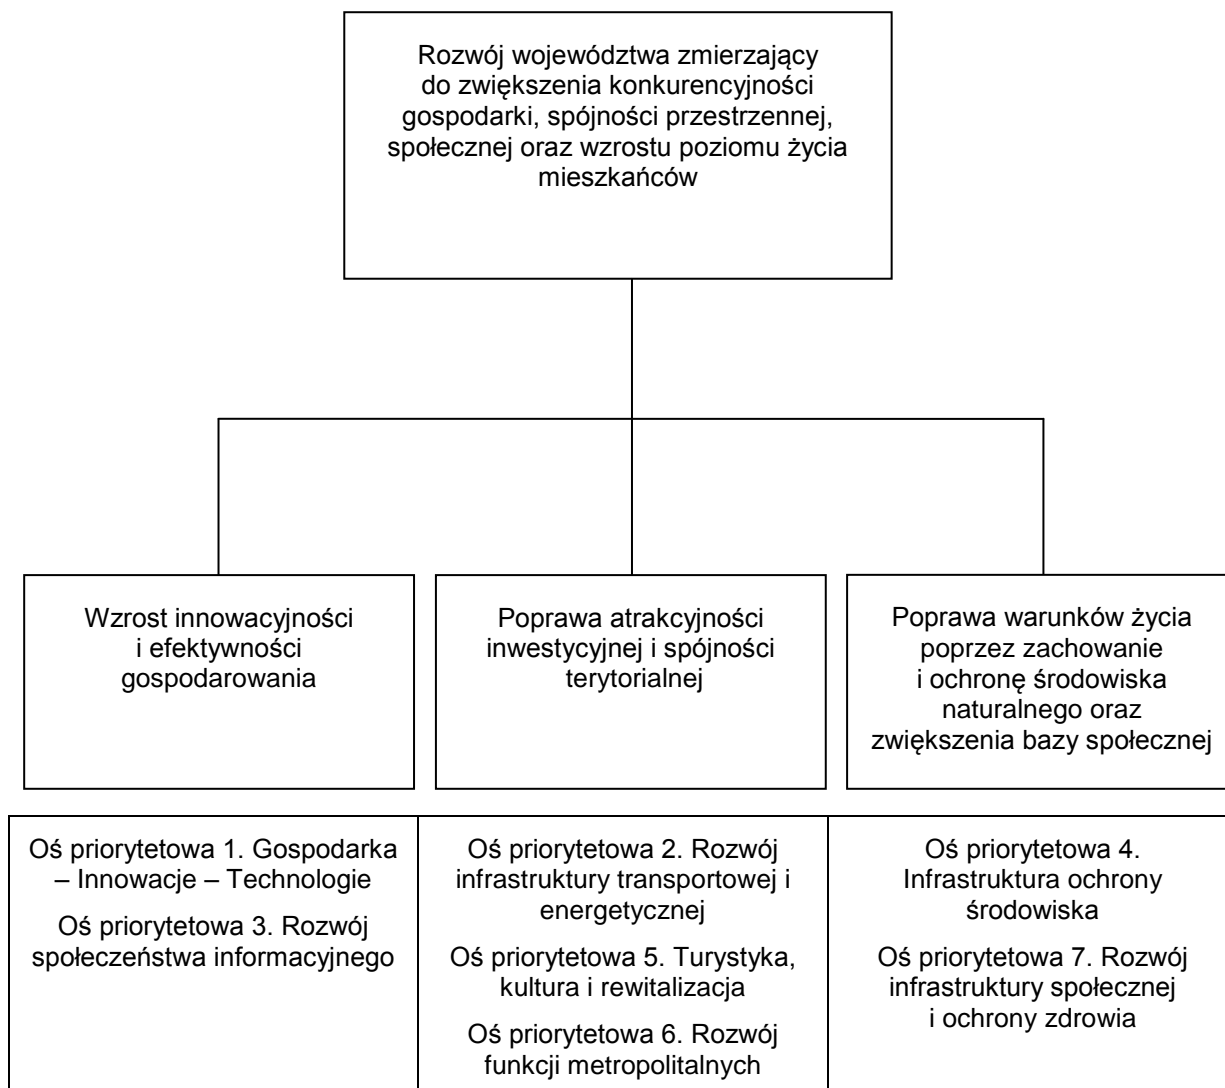 Rozwój województwa zmierzający
do zwiększenia konkurencyjności
gospodarki, spójności przestrzennej,
społecznej oraz wzrostu poziomu życia
mieszkańców
Wzrost innowacyjności
i efektywności
gospodarowania
Poprawa atrakcyjności
inwestycyjnej i spójności
terytorialnej
Poprawa warunków życia
poprzez zachowanie
i ochronę środowiska
naturalnego oraz
zwiększenia bazy społecznej
Oś priorytetowa 1. Gospodarka
– Innowacje – Technologie
Oś priorytetowa 3. Rozwój
społeczeństwa informacyjnego
Oś priorytetowa 2. Rozwój
infrastruktury transportowej i
energetycznej
Oś priorytetowa 5. Turystyka,
kultura i rewitalizacja
Oś priorytetowa 6. Rozwój
funkcji metropolitalnych
Oś priorytetowa 4.
Infrastruktura ochrony
środowiska
Oś priorytetowa 7. Rozwój
infrastruktury społecznej
i ochrony zdrowia